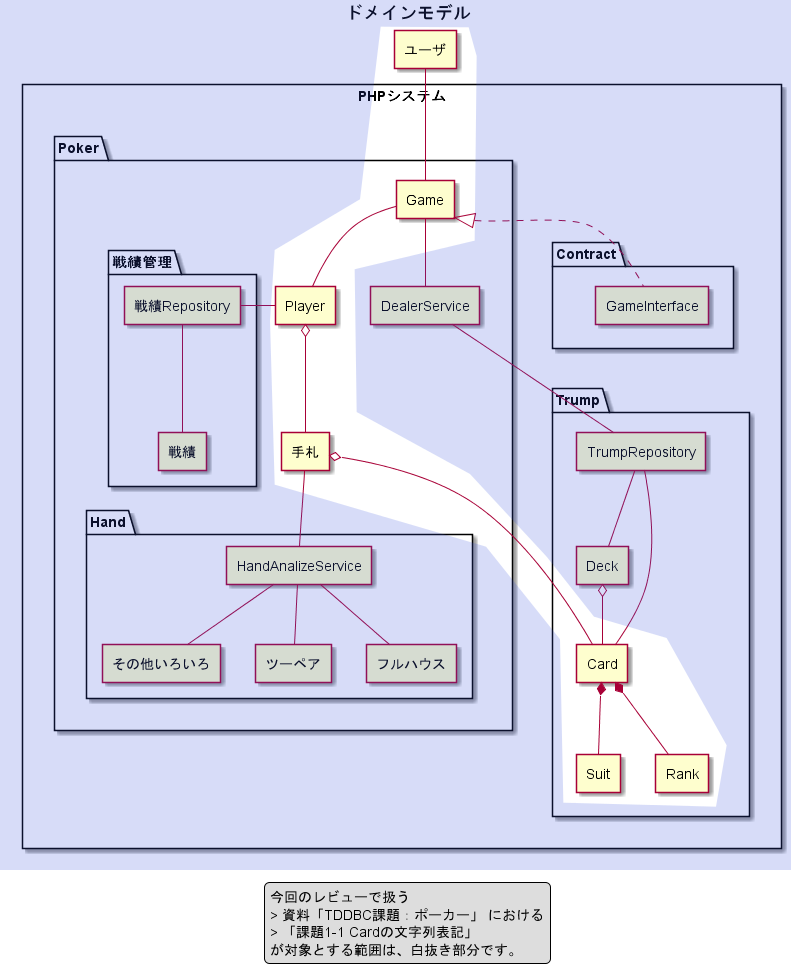 ドメインモデル
ユーザ
PHPシステム
Poker
Game
戦績管理
Contract
戦績Repository
Player
DealerService
GameInterface
Trump
戦績
手札
TrumpRepository
Hand
HandAnalizeService
Deck
その他いろいろ
ツーペア
フルハウス
Card
Suit
Rank
今回のレビューで扱う
> 資料「TDDBC課題：ポーカー」 における
> 「課題1-1 Cardの文字列表記」
が対象とする範囲は、白抜き部分です。